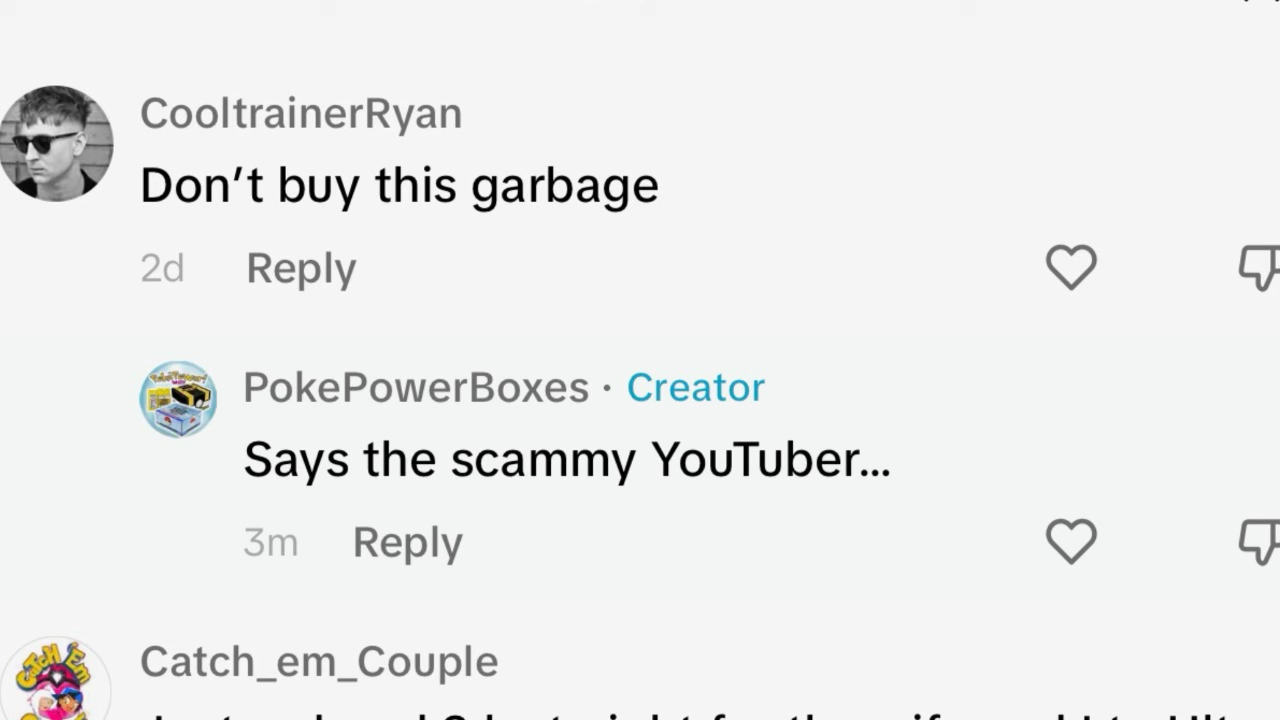 CooltrainerRyan
Don’t buy this garbage
2d Reply
PokePowerBoxes · Creator
Says the scammy YouTuber...
3m Reply
Catch_em_Couple